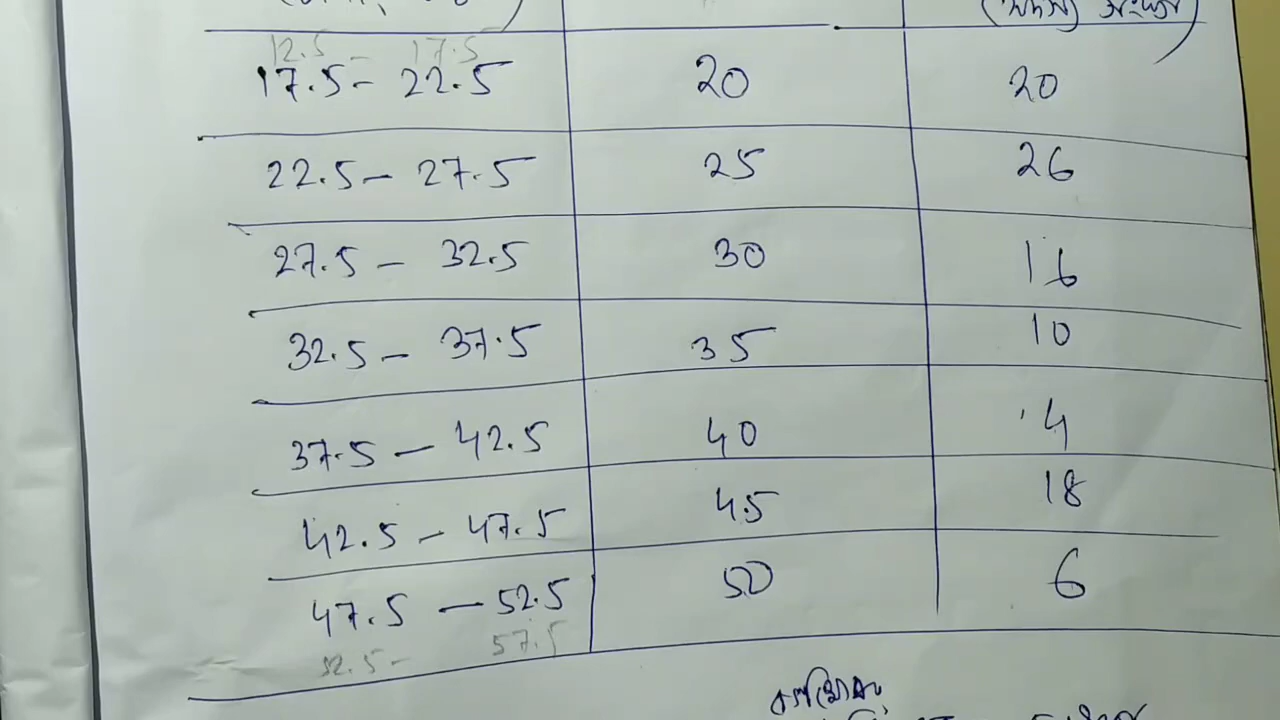 12.5 - 17.5
17.5 - 22.5 20 20
22.5 - 27.5 25 26
27.5 - 32.5 30 16
32.5 - 37.5 35 10
37.5 - 42.5 40 4
42.5 - 47.5 45 18
47.5 - 52.5 50 6
52.5 - 57.5